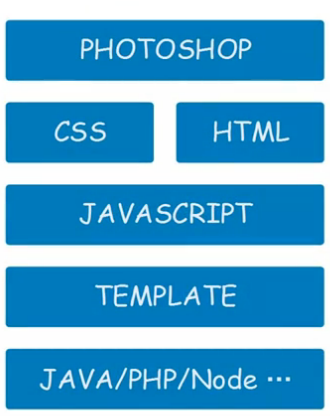 PHOTOSHOP
CSS HTML
JAVASCRIPT
TEMPLATE
JAVA/PHP/Node ···